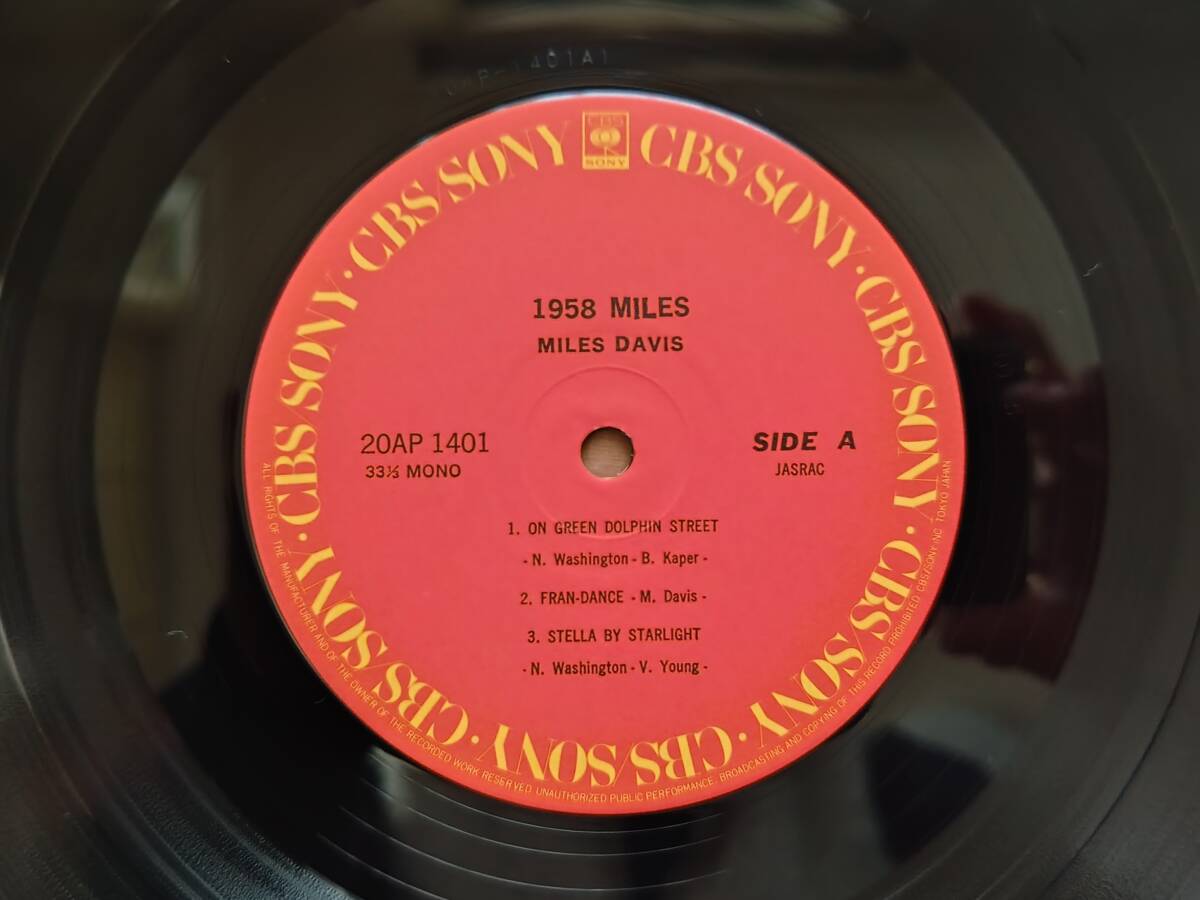 CBS
SONY
CBS/SONY · CBS/SONY · CBS/SONY · CBS/SONY · CBS/SONY · CBS/SONY · CBS/SONY · CBS/SONY · CBS/SONY · CBS/SONY
1958 MILES
MILES DAVIS
20AP 1401
33⅓ MONO
SIDE A
JASRAC
1. ON GREEN DOLPHIN STREET
- N. Washington - B. Kaper -
2. FRAN-DANCE - M. Davis -
3. STELLA BY STARLIGHT
- N. Washington - V. Young -
ALL RIGHTS OF THE MANUFACTURER AND OF THE OWNER OF THE RECORDED WORK RESERVED. UNAUTHORIZED PUBLIC PERFORMANCE, BROADCASTING AND COPYING OF THIS RECORD PROHIBITED CBS/SONY INC. TOKYO JAPAN